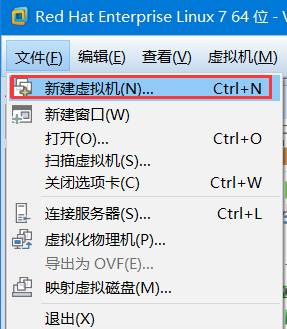 Red Hat Enterprise Linux 7 64 位 - V
文件(F) 编辑(E) 查看(V) 虚拟机(M)
新建虚拟机(N)... Ctrl+N
新建窗口(W)
打开(O)... Ctrl+O
扫描虚拟机(S)...
关闭选项卡(C) Ctrl+W
连接服务器(S)... Ctrl+L
虚拟化物理机(P)...
导出为 OVF(E)...
映射虚拟磁盘(M)...
退出(X)